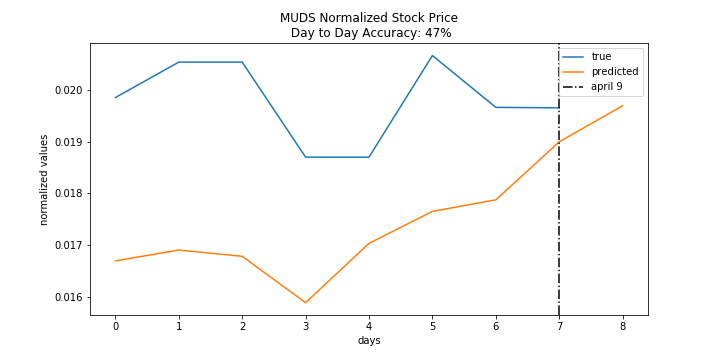 MUDS Normalized Stock Price
Day to Day Accuracy: 47%
true
predicted
april 9
normalized values
0.020
0.019
0.018
0.017
0.016
0 1 2 3 4 5 6 7 8
days